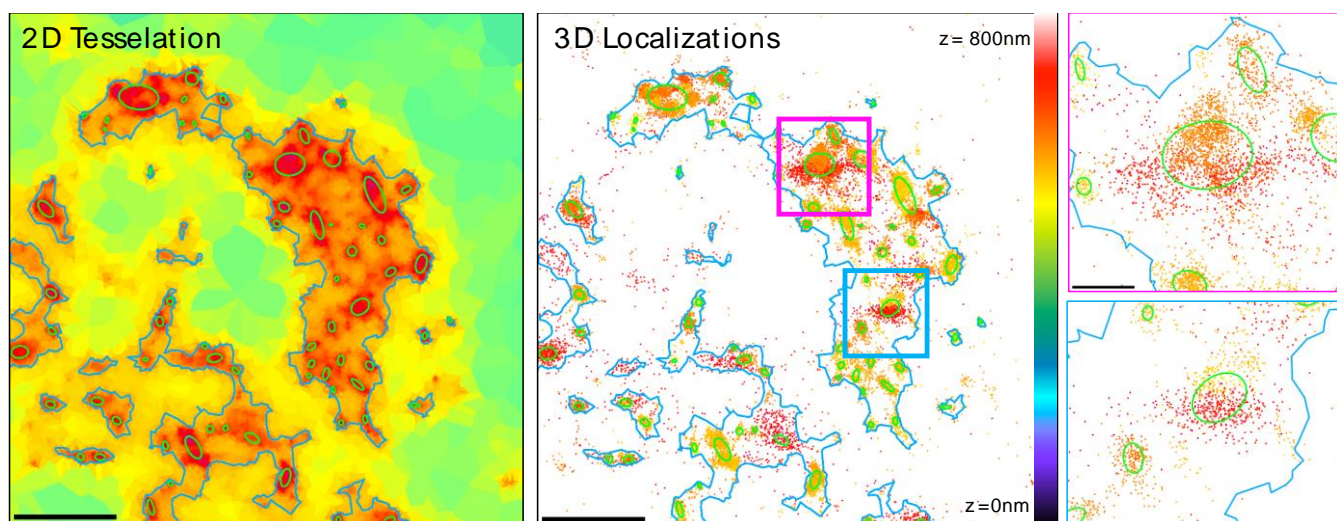 2D Tesselation
3D Localizations
z = 800nm
z=0nm